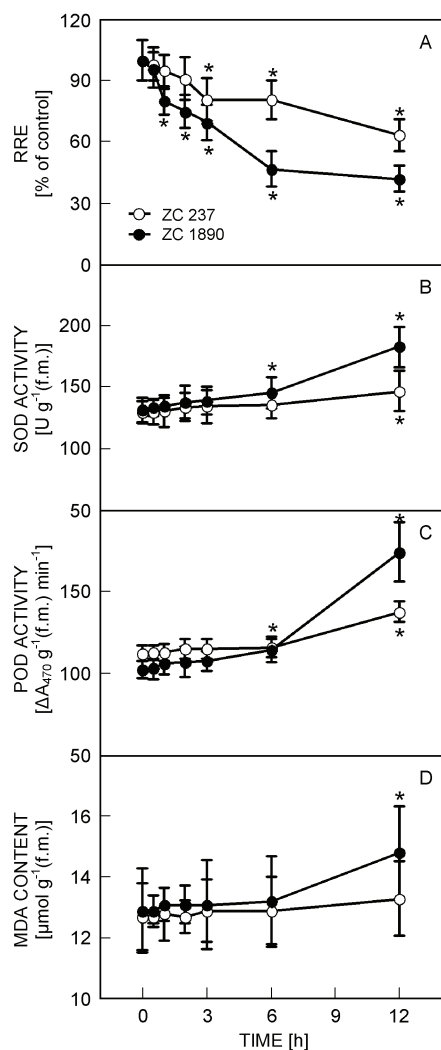 120
A
90
60
30
0
RRE
[% of control]
* * * * * * * *
ZC 237
ZC 1890
B
200
150
100
50
SOD ACTIVITY
[U g⁻¹(f.m.)]
* * *
C
150
100
50
POD ACTIVITY
[ΔA₄₇₀ g⁻¹(f.m.) min⁻¹]
* * *
D
16
14
12
10
MDA CONTENT
[µmol g⁻¹(f.m.)]
*
0 3 6 12
TIME [h]